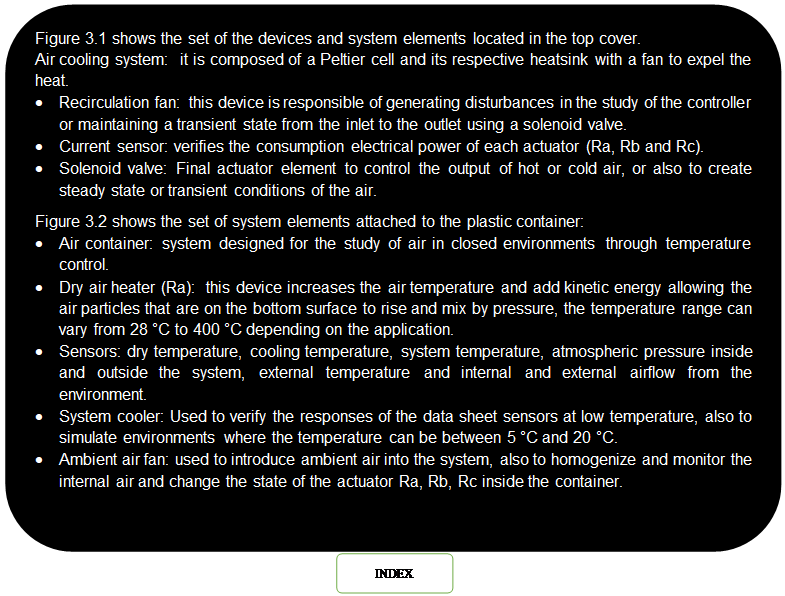 Figure 3.1 shows the set of the devices and system elements located in the top cover.
Air cooling system: it is composed of a Peltier cell and its respective heatsink with a fan to expel the
heat.
• Recirculation fan: this device is responsible of generating disturbances in the study of the controller
or maintaining a transient state from the inlet to the outlet using a solenoid valve.
• Current sensor: verifies the consumption electrical power of each actuator (Ra, Rb and Rc).
• Solenoid valve: Final actuator element to control the output of hot or cold air, or also to create
steady state or transient conditions of the air.
Figure 3.2 shows the set of system elements attached to the plastic container:
• Air container: system designed for the study of air in closed environments through temperature
control.
• Dry air heater (Ra): this device increases the air temperature and add kinetic energy allowing the
air particles that are on the bottom surface to rise and mix by pressure, the temperature range can
vary from 28 °C to 400 °C depending on the application.
• Sensors: dry temperature, cooling temperature, system temperature, atmospheric pressure inside
and outside the system, external temperature and internal and external airflow from the
environment.
• System cooler: Used to verify the responses of the data sheet sensors at low temperature, also to
simulate environments where the temperature can be between 5 °C and 20 °C.
• Ambient air fan: used to introduce ambient air into the system, also to homogenize and monitor the
internal air and change the state of the actuator Ra, Rb, Rc inside the container.
INDEX